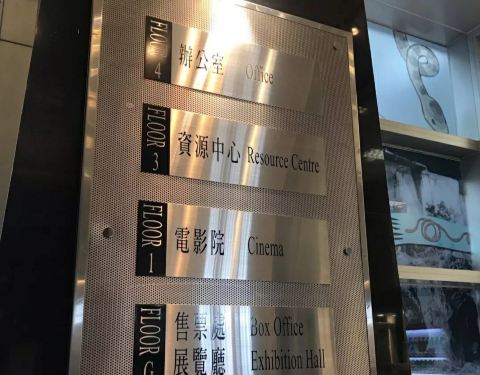 FLOOR 4
辦公室 Office
FLOOR 3
資源中心 Resource Centre
FLOOR 1
電影院 Cinema
FLOOR G
售票處 Box Office
展覽廳 Exhibition Hall